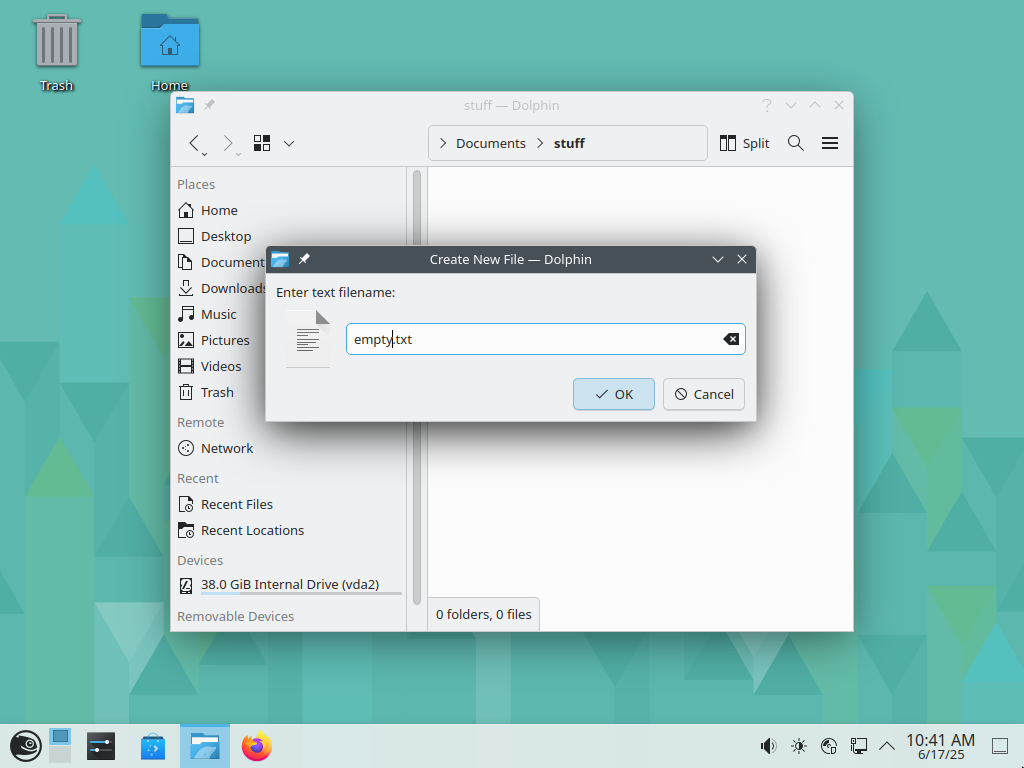 Trash
Home
stuff — Dolphin
Documents
stuff
Split
Places
Home
Desktop
Document
Downloads
Music
Pictures
Videos
Trash
Remote
Network
Recent
Recent Files
Recent Locations
Devices
38.0 GiB Internal Drive (vda2)
Removable Devices
Create New File — Dolphin
Enter text filename:
empty.txt
OK
Cancel
0 folders, 0 files
10:41 AM
6/17/25